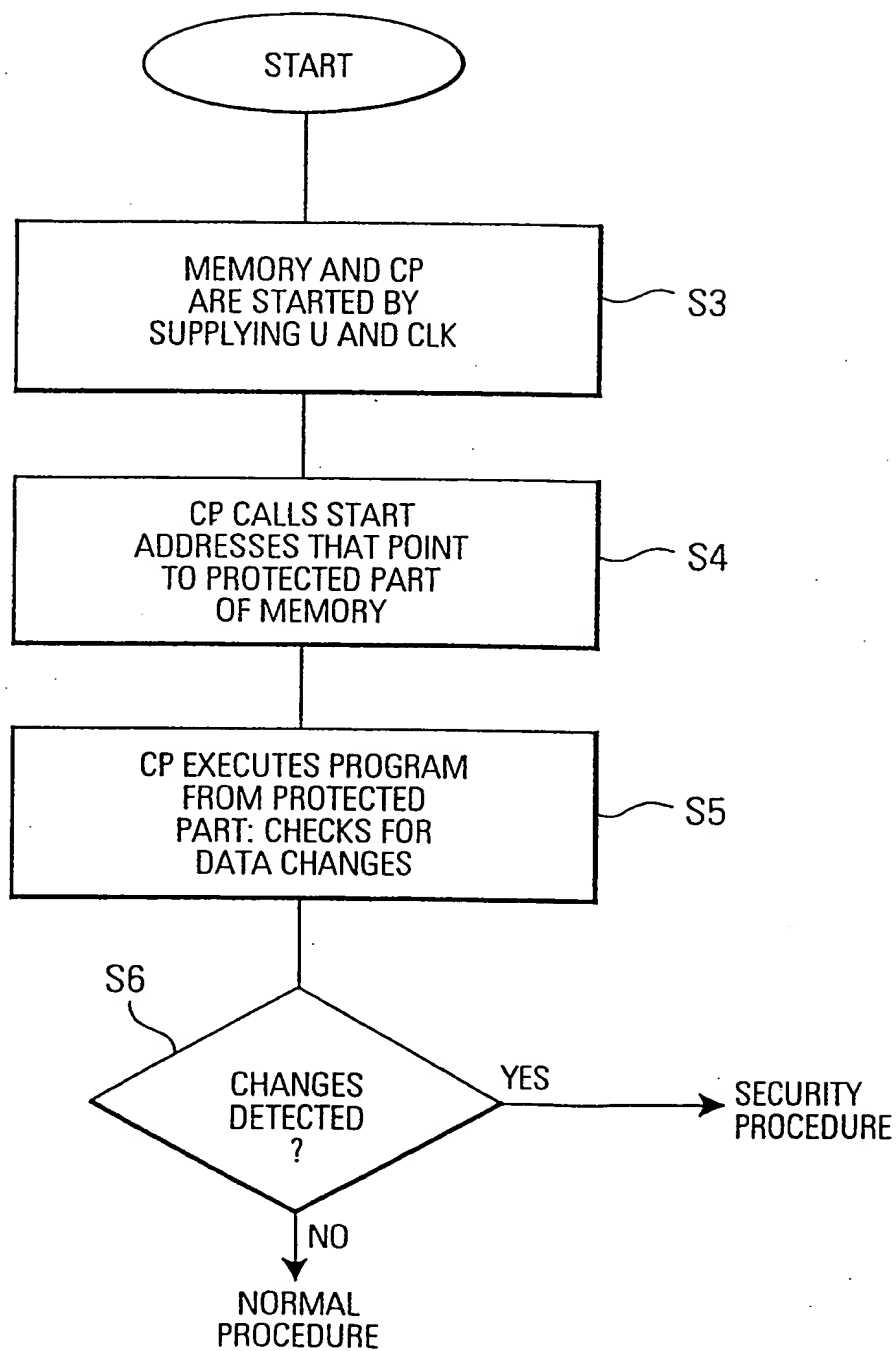 START
MEMORY AND CP
ARE STARTED BY
SUPPLYING U AND CLK
S3
CP CALLS START
ADDRESSES THAT POINT
TO PROTECTED PART
OF MEMORY
S4
CP EXECUTES PROGRAM
FROM PROTECTED
PART: CHECKS FOR
DATA CHANGES
S5
S6
CHANGES
DETECTED
?
YES
SECURITY
PROCEDURE
NO
NORMAL
PROCEDURE